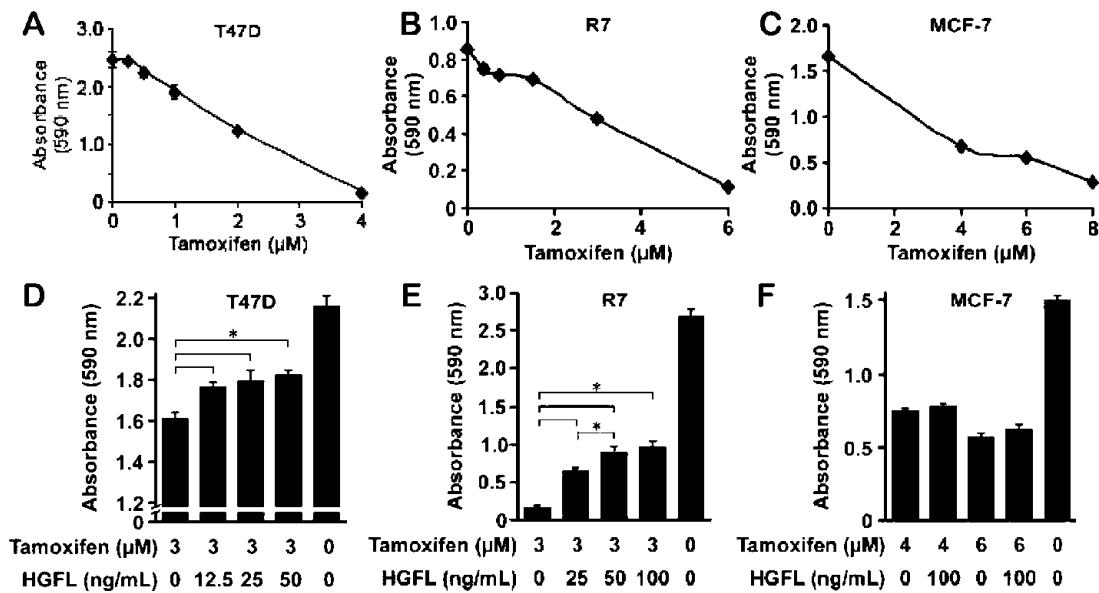 A T47D
3.0
2.0
1.0
0
Absorbance
(590 nm)
0 1 2 3 4
Tamoxifen (µM)
B R7
1.0
0.8
0.6
0.4
0.2
0
Absorbance
(590 nm)
0 2 4 6
Tamoxifen (µM)
C MCF-7
2.0
1.5
1.0
0.5
0.0
Absorbance
(590 nm)
0 2 4 6 8
Tamoxifen (µM)
D T47D
2.2
2.0
1.8
1.6
1.4
1.2
0
Absorbance (590 nm)
*
Tamoxifen (µM) 3 3 3 3 0
HGFL (ng/mL) 0 12.5 25 50 0
E R7
3.0
2.5
2.0
1.5
1.0
0.5
0
Absorbance (590 nm)
*
*
Tamoxifen (µM) 3 3 3 3 0
HGFL (ng/mL) 0 25 50 100 0
F MCF-7
1.5
1.0
0.5
0
Absorbance (590 nm)
Tamoxifen (µM) 4 4 6 6 0
HGFL (ng/mL) 0 100 0 100 0